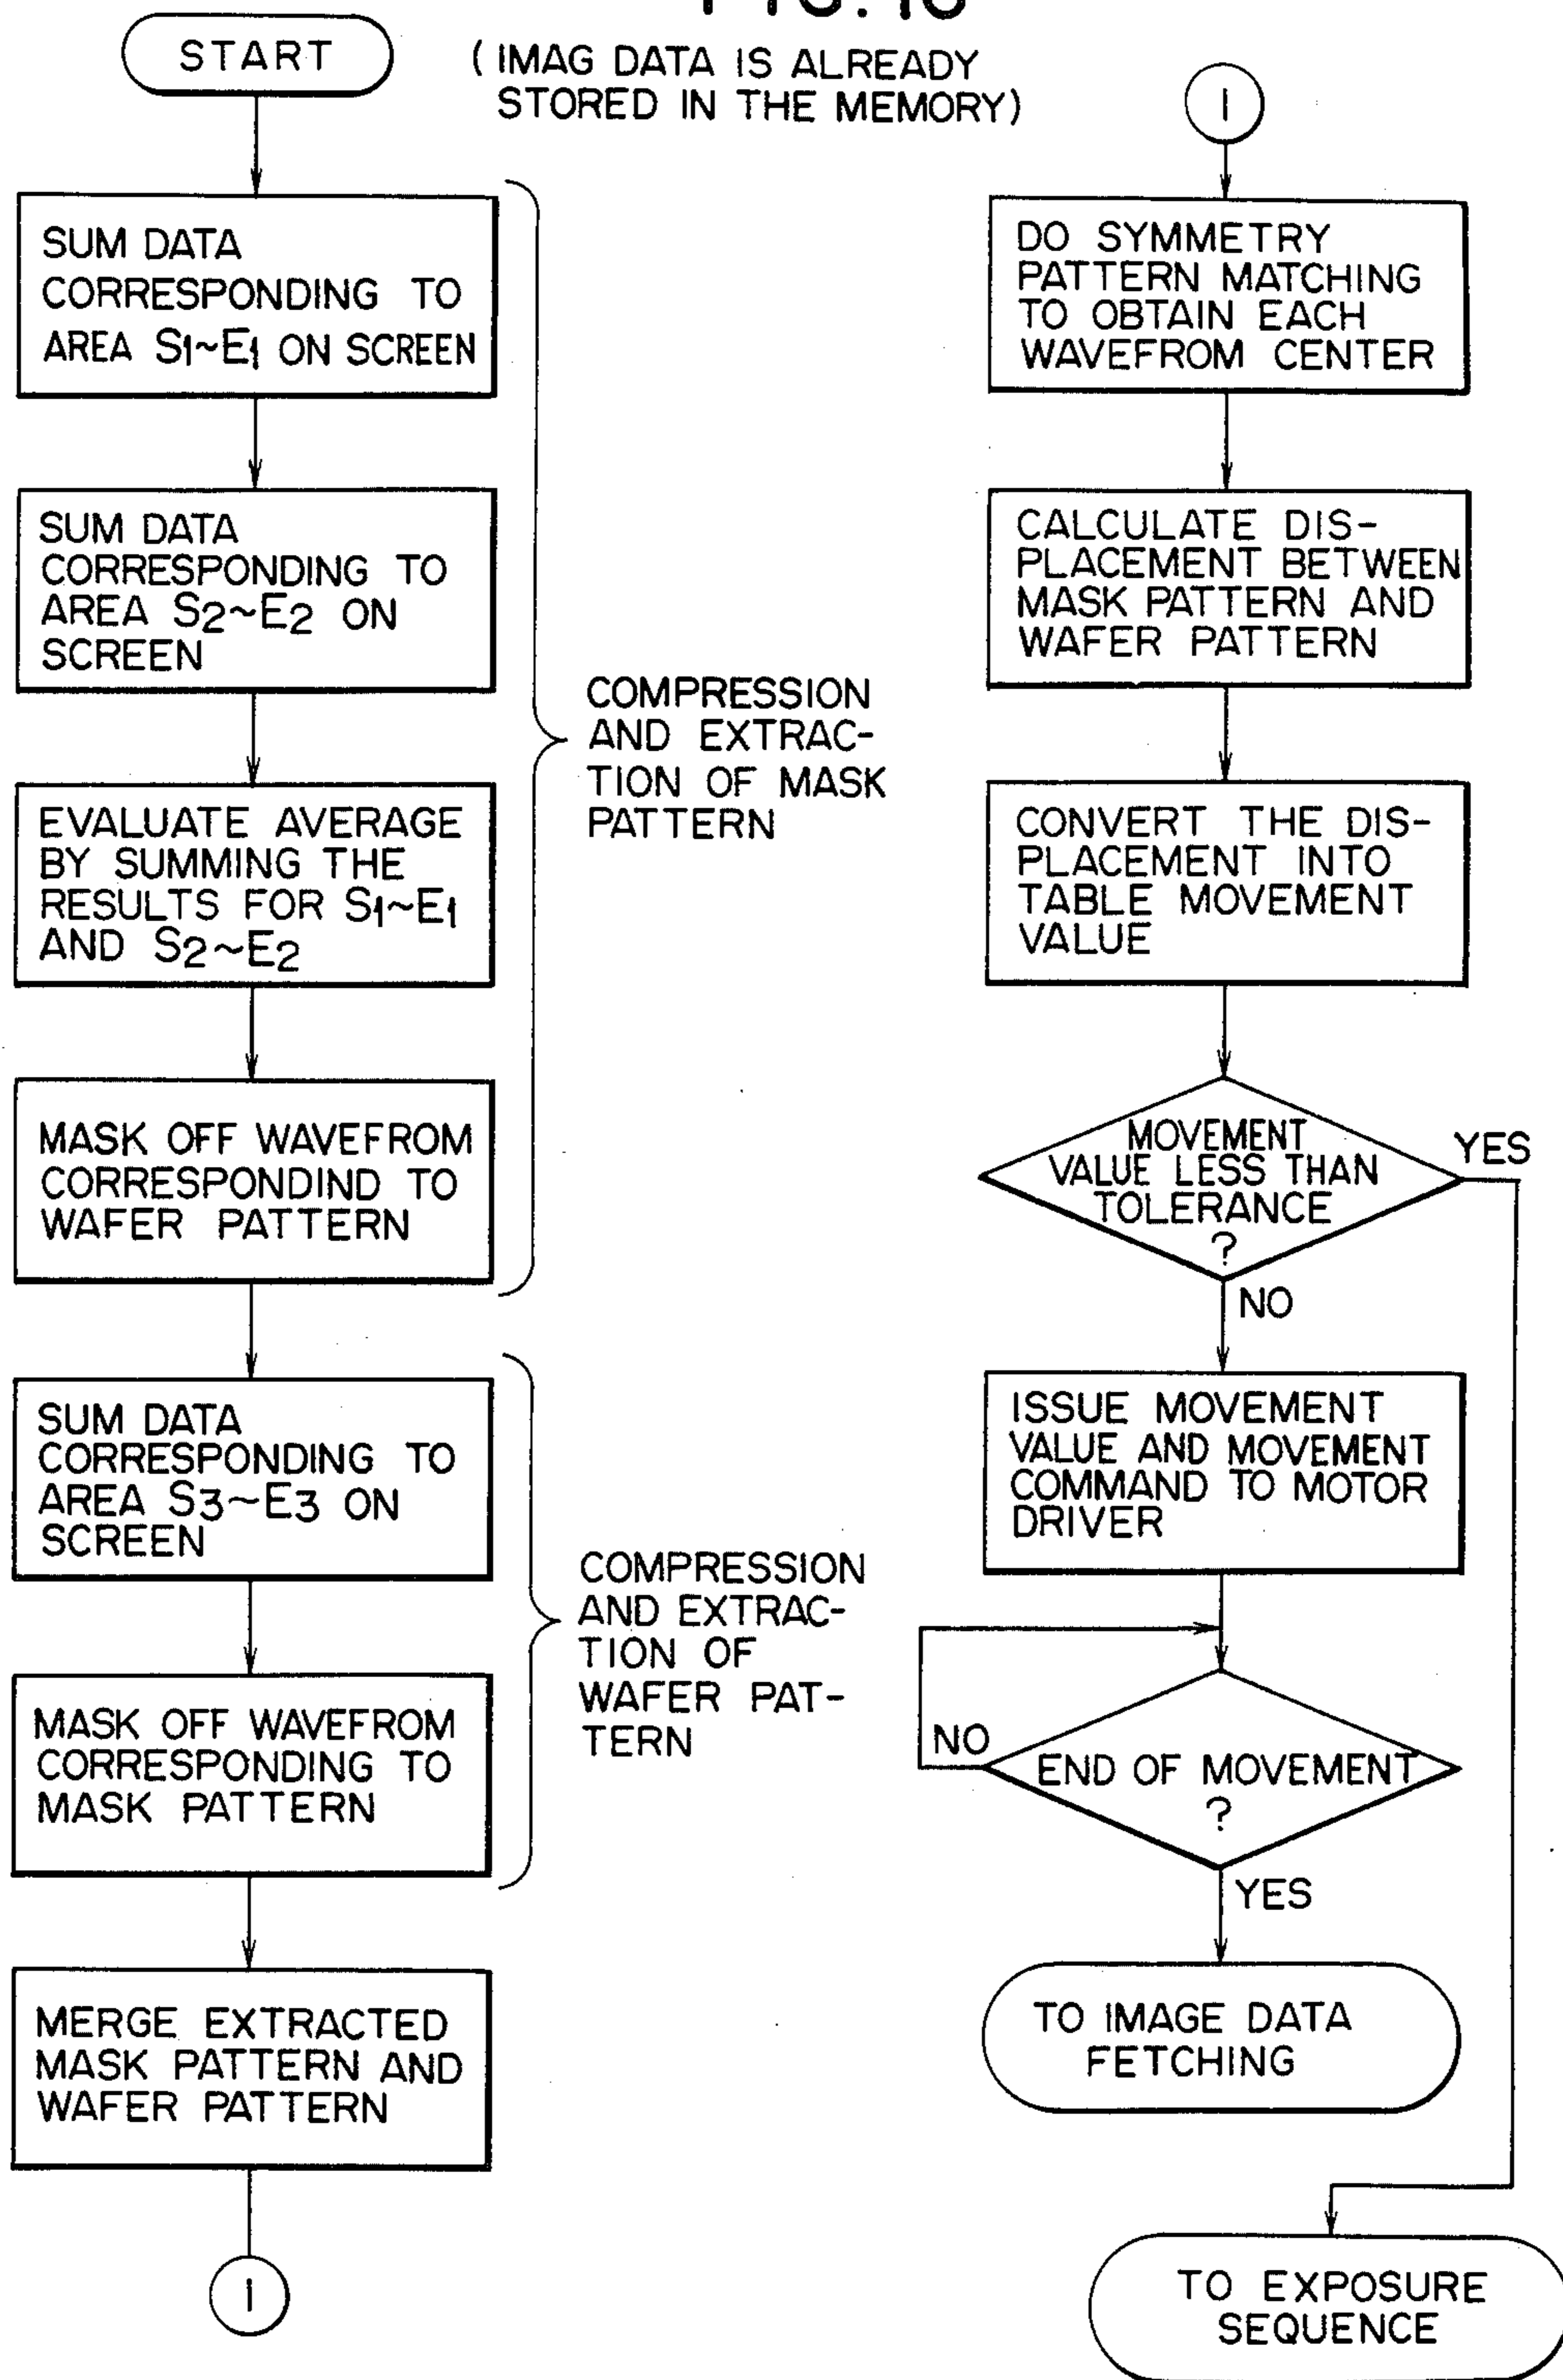 START
( IMAG DATA IS ALREADY
STORED IN THE MEMORY)
SUM DATA
CORRESPONDING TO
AREA S1~E1 ON SCREEN
SUM DATA
CORRESPONDING TO
AREA S2~E2 ON
SCREEN
EVALUATE AVERAGE
BY SUMMING THE
RESULTS FOR S1~E1
AND S2~E2
MASK OFF WAVEFROM
CORRESPONDIND TO
WAFER PATTERN
COMPRESSION
AND EXTRAC-
TION OF MASK
PATTERN
SUM DATA
CORRESPONDING TO
AREA S3~E3 ON
SCREEN
MASK OFF WAVEFROM
CORRESPONDING TO
MASK PATTERN
COMPRESSION
AND EXTRAC-
TION OF
WAFER PAT-
TERN
MERGE EXTRACTED
MASK PATTERN AND
WAFER PATTERN
1
1
DO SYMMETRY
PATTERN MATCHING
TO OBTAIN EACH
WAVEFROM CENTER
CALCULATE DIS-
PLACEMENT BETWEEN
MASK PATTERN AND
WAFER PATTERN
CONVERT THE DIS-
PLACEMENT INTO
TABLE MOVEMENT
VALUE
MOVEMENT
VALUE LESS THAN
TOLERANCE
?
YES
NO
ISSUE MOVEMENT
VALUE AND MOVEMENT
COMMAND TO MOTOR
DRIVER
NO
END OF MOVEMENT
?
YES
TO IMAGE DATA
FETCHING
TO EXPOSURE
SEQUENCE